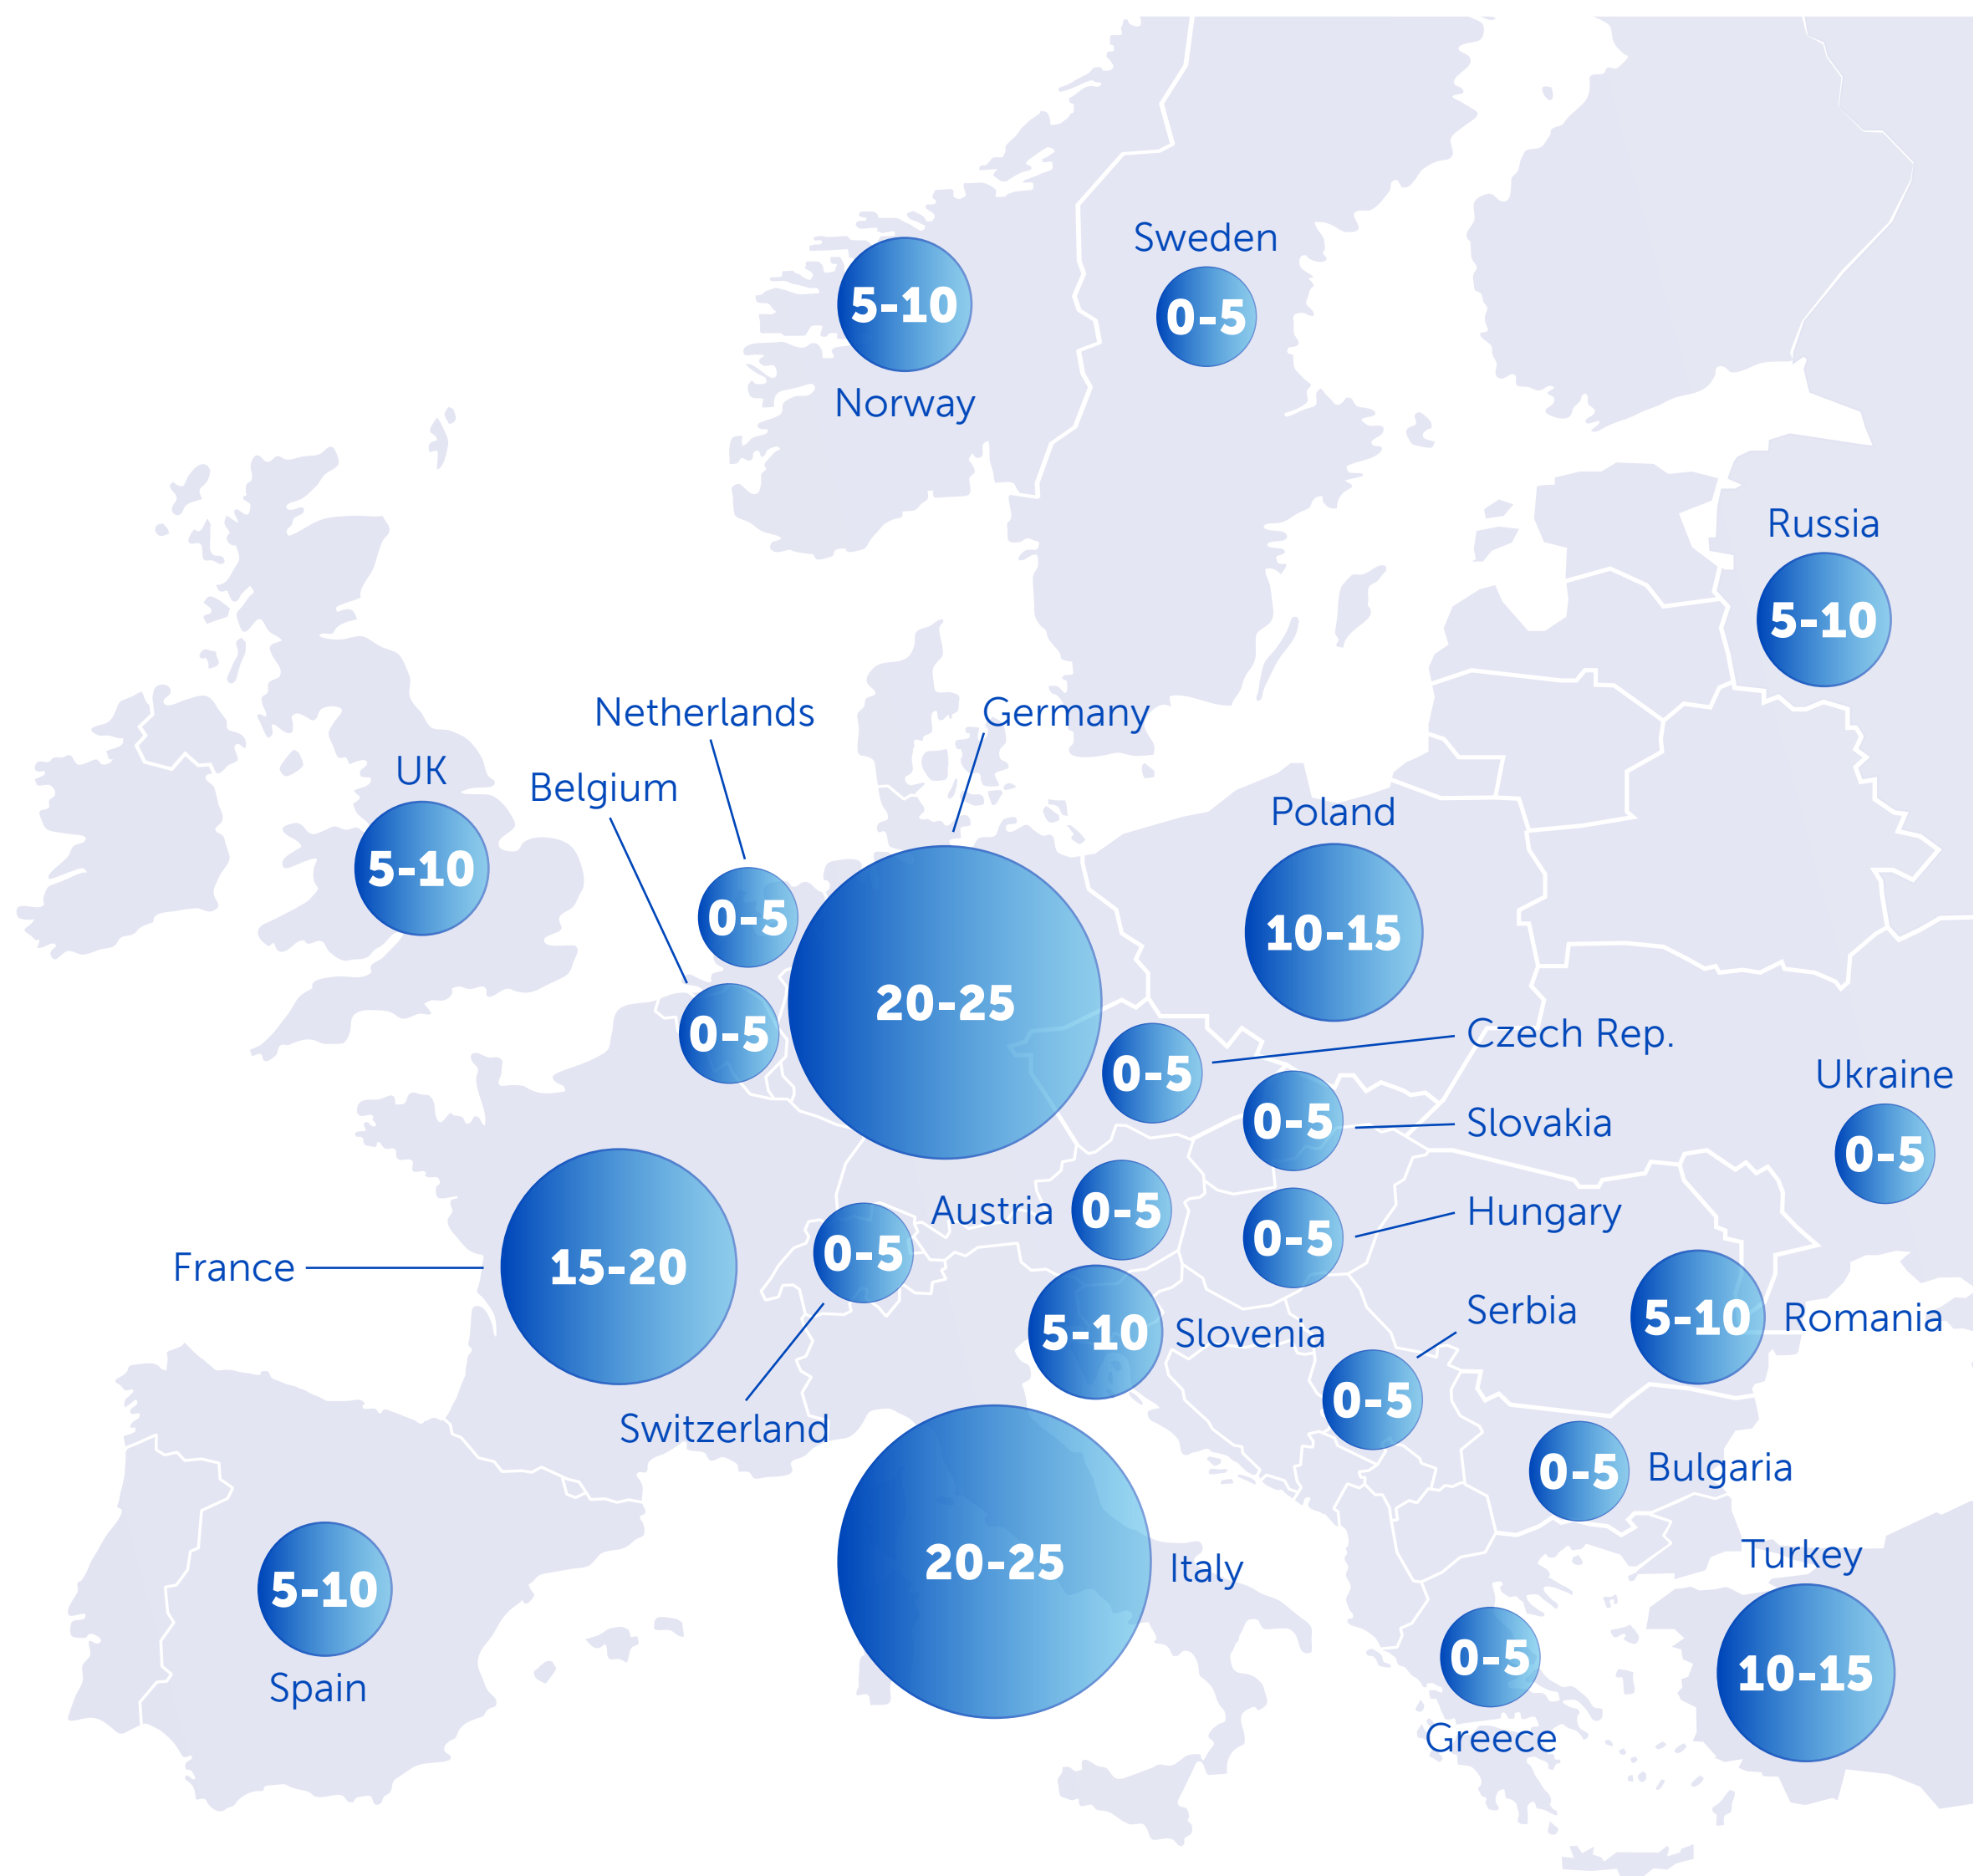 Sweden
0-5
5-10
Norway
Russia
5-10
Netherlands
Germany
Belgium
UK
5-10
Poland
10-15
0-5
20-25
0-5
Czech Rep.
0-5
Slovakia
0-5
Ukraine
0-5
Austria
0-5
Hungary
0-5
France
15-20
0-5
Switzerland
5-10
Slovenia
Serbia
0-5
5-10
Romania
0-5
Bulgaria
20-25
Italy
5-10
Spain
Turkey
10-15
0-5
Greece